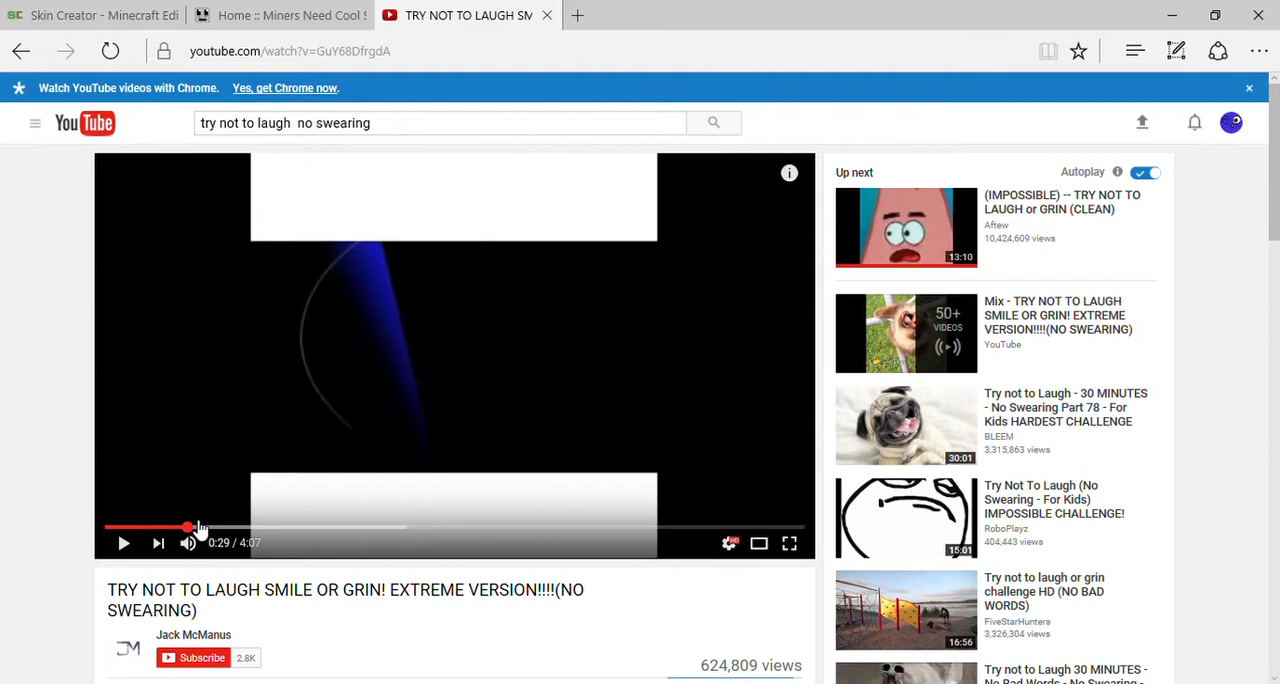 Skin Creator - Minecraft Edi
Home :: Miners Need Cool S
TRY NOT TO LAUGH SM
youtube.com/watch?v=GuY68DfrgdA
Watch YouTube videos with Chrome. Yes, get Chrome now.
YouTube
try not to laugh  no swearing
Up next
Autoplay
(IMPOSSIBLE) -- TRY NOT TO
LAUGH or GRIN (CLEAN)
Aftew
10,424,609 views
13:10
Mix - TRY NOT TO LAUGH
SMILE OR GRIN! EXTREME
VERSION!!!!(NO SWEARING)
YouTube
50+
VIDEOS
Try not to Laugh - 30 MINUTES
- No Swearing Part 78 - For
Kids HARDEST CHALLENGE
BLEEM
3,315,863 views
30:01
Try Not To Laugh (No
Swearing - For Kids)
IMPOSSIBLE CHALLENGE!
RoboPlayz
404,443 views
15:01
Try not to laugh or grin
challenge HD (NO BAD
WORDS)
FiveStarHunters
3,326,304 views
16:56
Try not to Laugh 30 MINUTES -
No Bad Words - No Swearing -
0:29 / 4:07
HD
TRY NOT TO LAUGH SMILE OR GRIN! EXTREME VERSION!!!!(NO
SWEARING)
JM
Jack McManus
Subscribe 2.8K
624,809 views